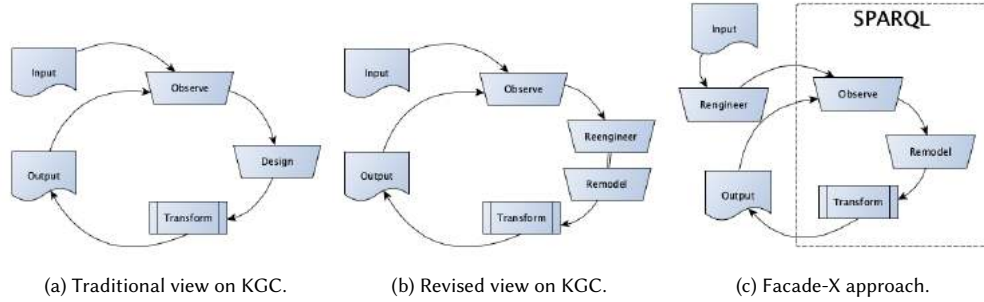 Input
Observe
Design
Output
Transform
(a) Traditional view on KGC.
Input
Observe
Reengineer
Remodel
Output
Transform
(b) Revised view on KGC.
SPARQL
Input
Rengineer
Observe
Remodel
Output
Transform
(c) Facade-X approach.